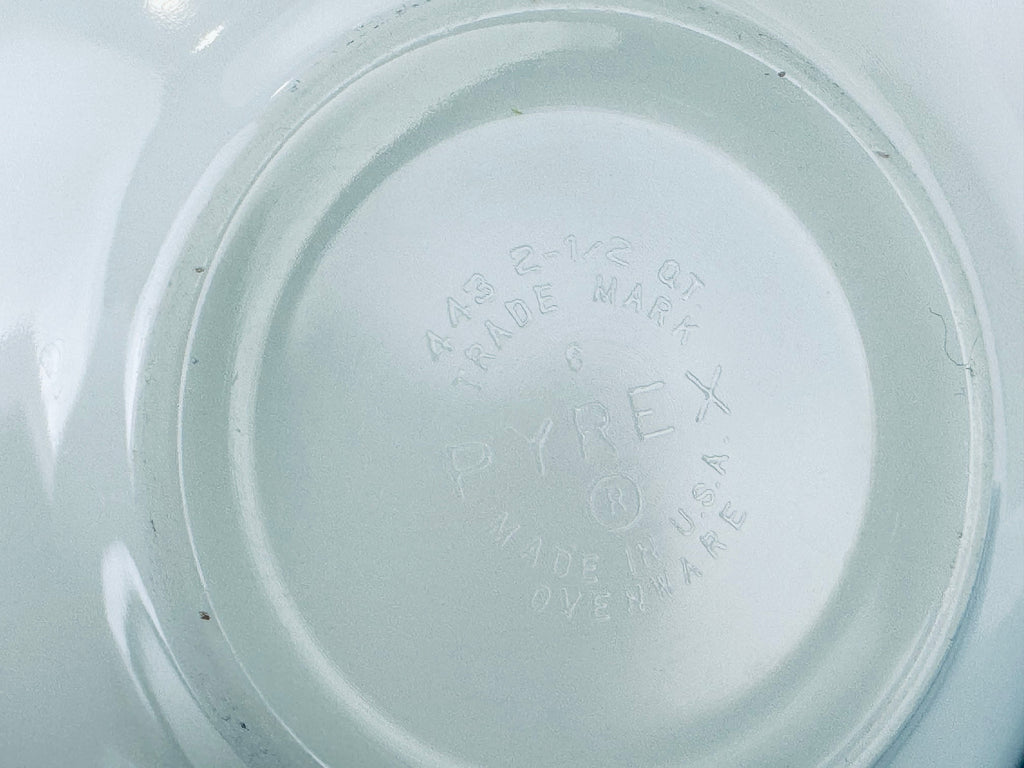 443 2-1/2 QT.
TRADE MARK
6
PYREX
®
MADE IN U.S.A.
OVENWARE